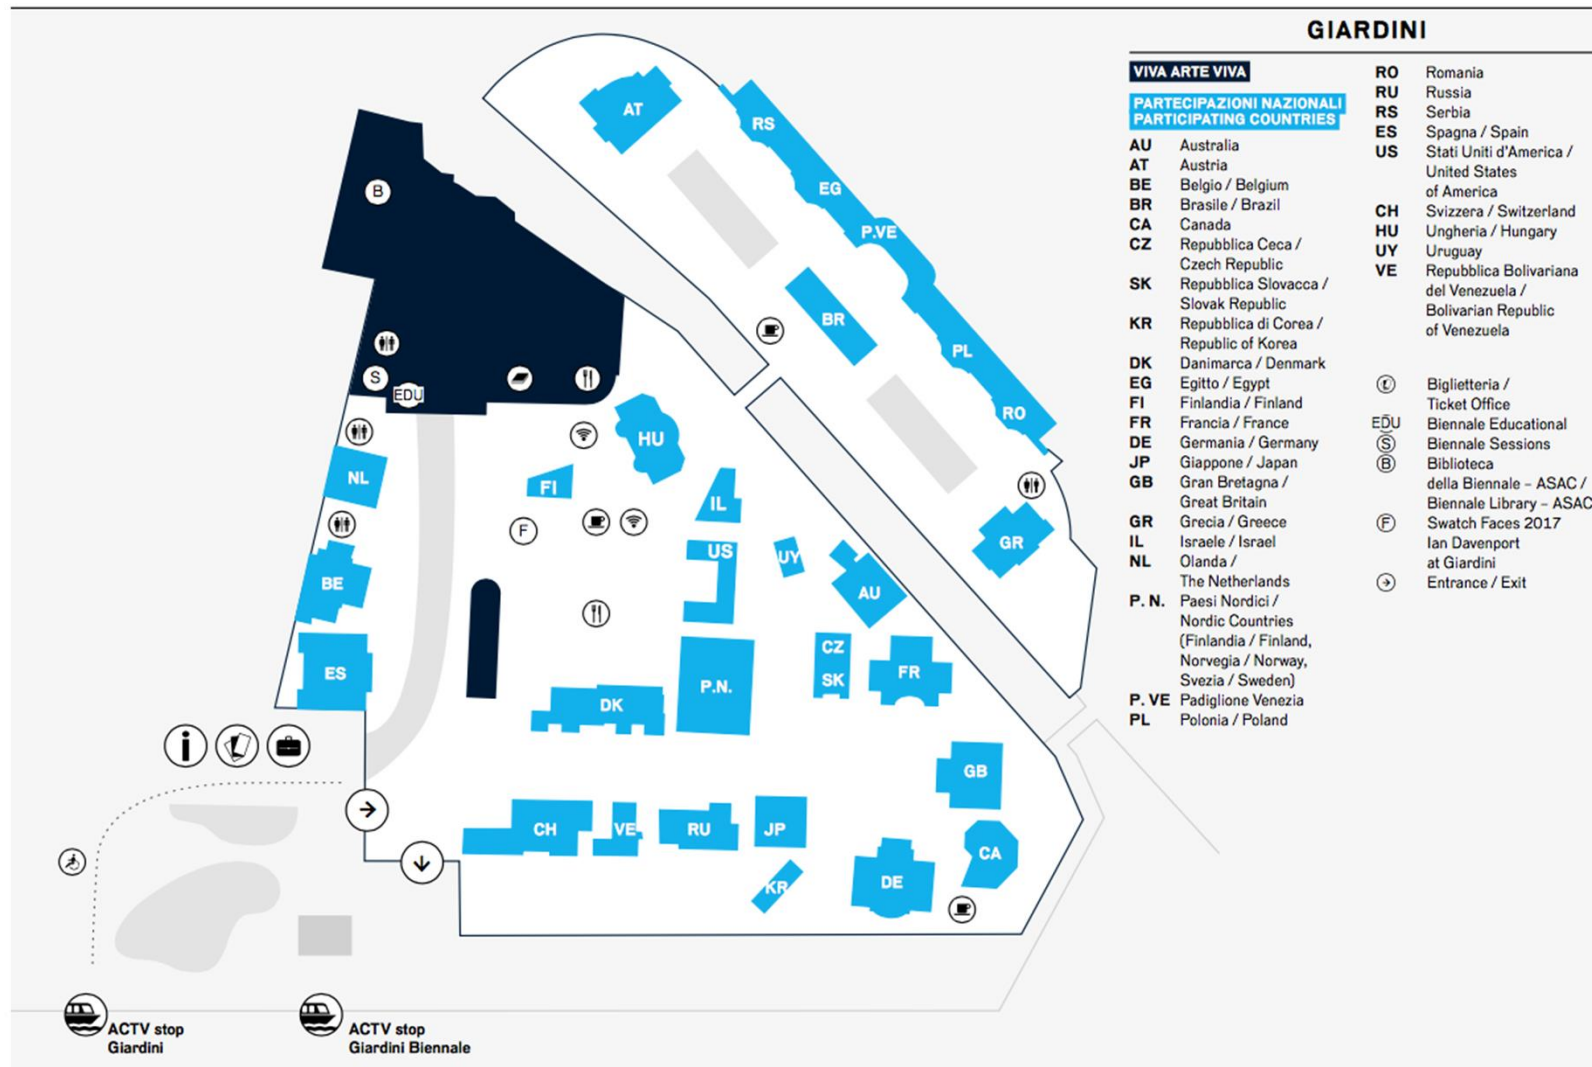 GIARDINI
VIVA ARTE VIVA
PARTECIPAZIONI NAZIONALI
PARTICIPATING COUNTRIES
AU Australia
AT Austria
BE Belgio / Belgium
BR Brasile / Brazil
CA Canada
CZ Repubblica Ceca /
Czech Republic
SK Repubblica Slovacca /
Slovak Republic
KR Repubblica di Corea /
Republic of Korea
DK Danimarca / Denmark
EG Egitto / Egypt
FI Finlandia / Finland
FR Francia / France
DE Germania / Germany
JP Giappone / Japan
GB Gran Bretagna /
Great Britain
GR Grecia / Greece
IL Israele / Israel
NL Olanda /
The Netherlands
P. N. Paesi Nordici /
Nordic Countries
(Finlandia / Finland,
Norvegia / Norway,
Svezia / Sweden)
P. VE Padiglione Venezia
PL Polonia / Poland
RO Romania
RU Russia
RS Serbia
ES Spagna / Spain
US Stati Uniti d'America /
United States
of America
CH Svizzera / Switzerland
HU Ungheria / Hungary
UY Uruguay
VE Repubblica Bolivariana
del Venezuela /
Bolivarian Republic
of Venezuela
Biglietteria /
Ticket Office
EDU Biennale Educational
S Biennale Sessions
B Biblioteca
della Biennale – ASAC /
Biennale Library – ASAC
F Swatch Faces 2017
Ian Davenport
at Giardini
Entrance / Exit
AT
RS
B
EG
P.VE
BR
PL
S
EDU
RO
HU
NL
FI
IL
F
GR
US
UY
BE
AU
CZ
ES
SK
FR
P.N.
DK
i
GB
CH
VE
RU
JP
CA
DE
KR
ACTV stop
Giardini
ACTV stop
Giardini Biennale